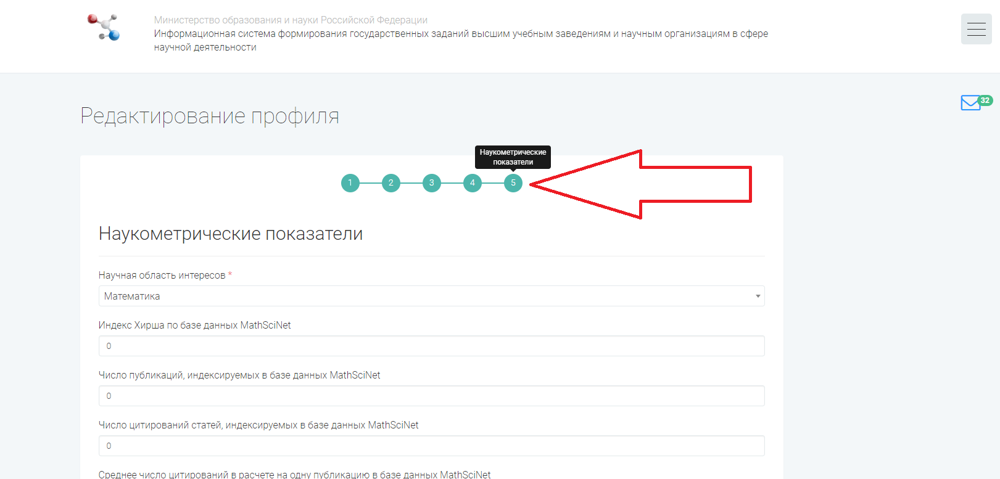 Министерство образования и науки Российской Федерации
Информационная система формирования государственных заданий высшим учебным заведениям и научным организациям в сфере
научной деятельности
32
Редактирование профиля
Наукометрические
показатели
1 2 3 4 5
Наукометрические показатели
Научная область интересов *
Математика
Индекс Хирша по базе данных MathSciNet
0
Число публикаций, индексируемых в базе данных MathSciNet
0
Число цитирований статей, индексируемых в базе данных MathSciNet
0
Среднее число цитирований в расчете на одну публикацию в базе данных MathSciNet